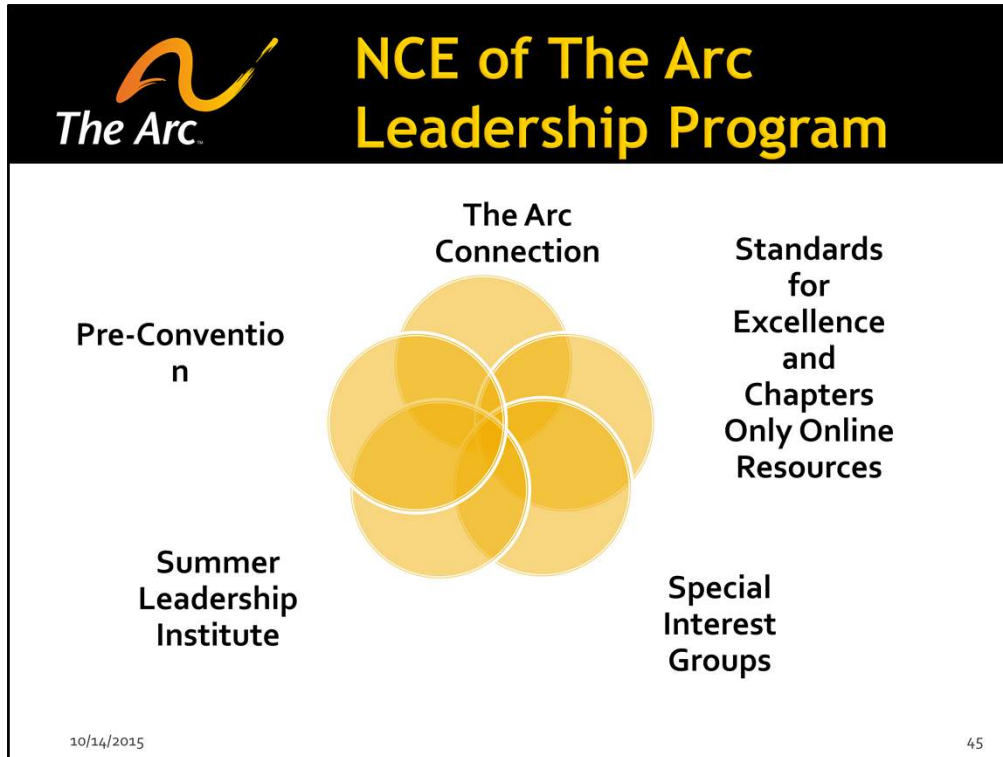 The Arc™
NCE of The Arc
Leadership Program
The Arc
Connection
Standards
for
Excellence
and
Chapters
Only Online
Resources
Pre-Conventio
n
Summer
Leadership
Institute
Special
Interest
Groups
10/14/2015
45